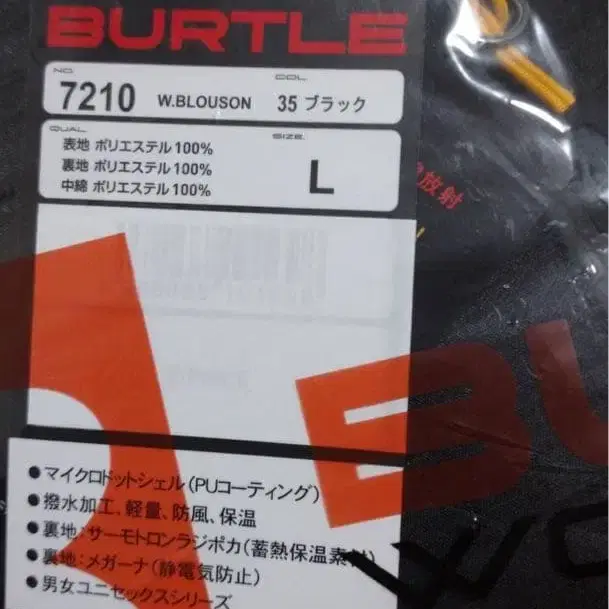 BURTLE
NO. COL.
7210 W.BLOUSON 35 ブラック
QUAL. SIZE.
表地 ポリエステル100%
裏地 ポリエステル100%
中綿 ポリエステル100%
L
放射
BU
●マイクロドットシェル(PUコーティング)
●撥水加工、軽量、防風、保温
●裏地:サーモトロンラジポカ(蓄熱保温素材)
●裏地:メガーナ(静電気防止)
●男女ユニセックスシリーズ
WO